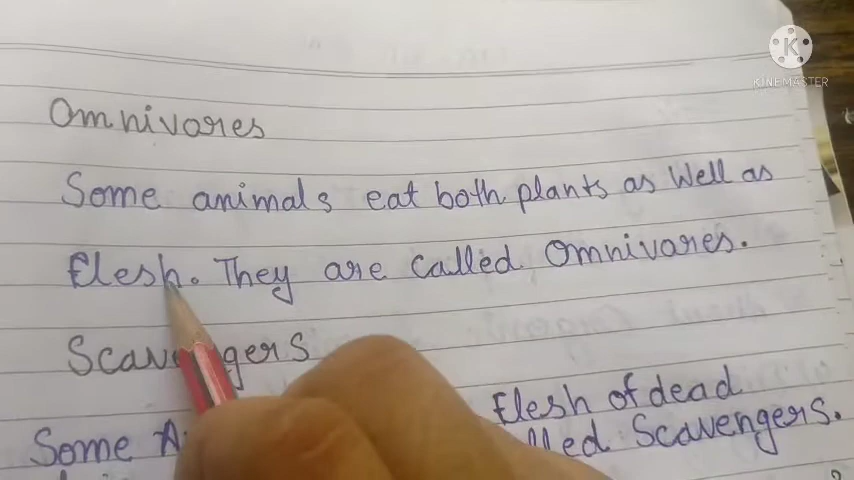 KINEMASTER
Omnivores
Some animals eat both plants as Well as
Flesh. They are called Omnivores.
Scavengers
Some Flesh of dead
Scavengers.